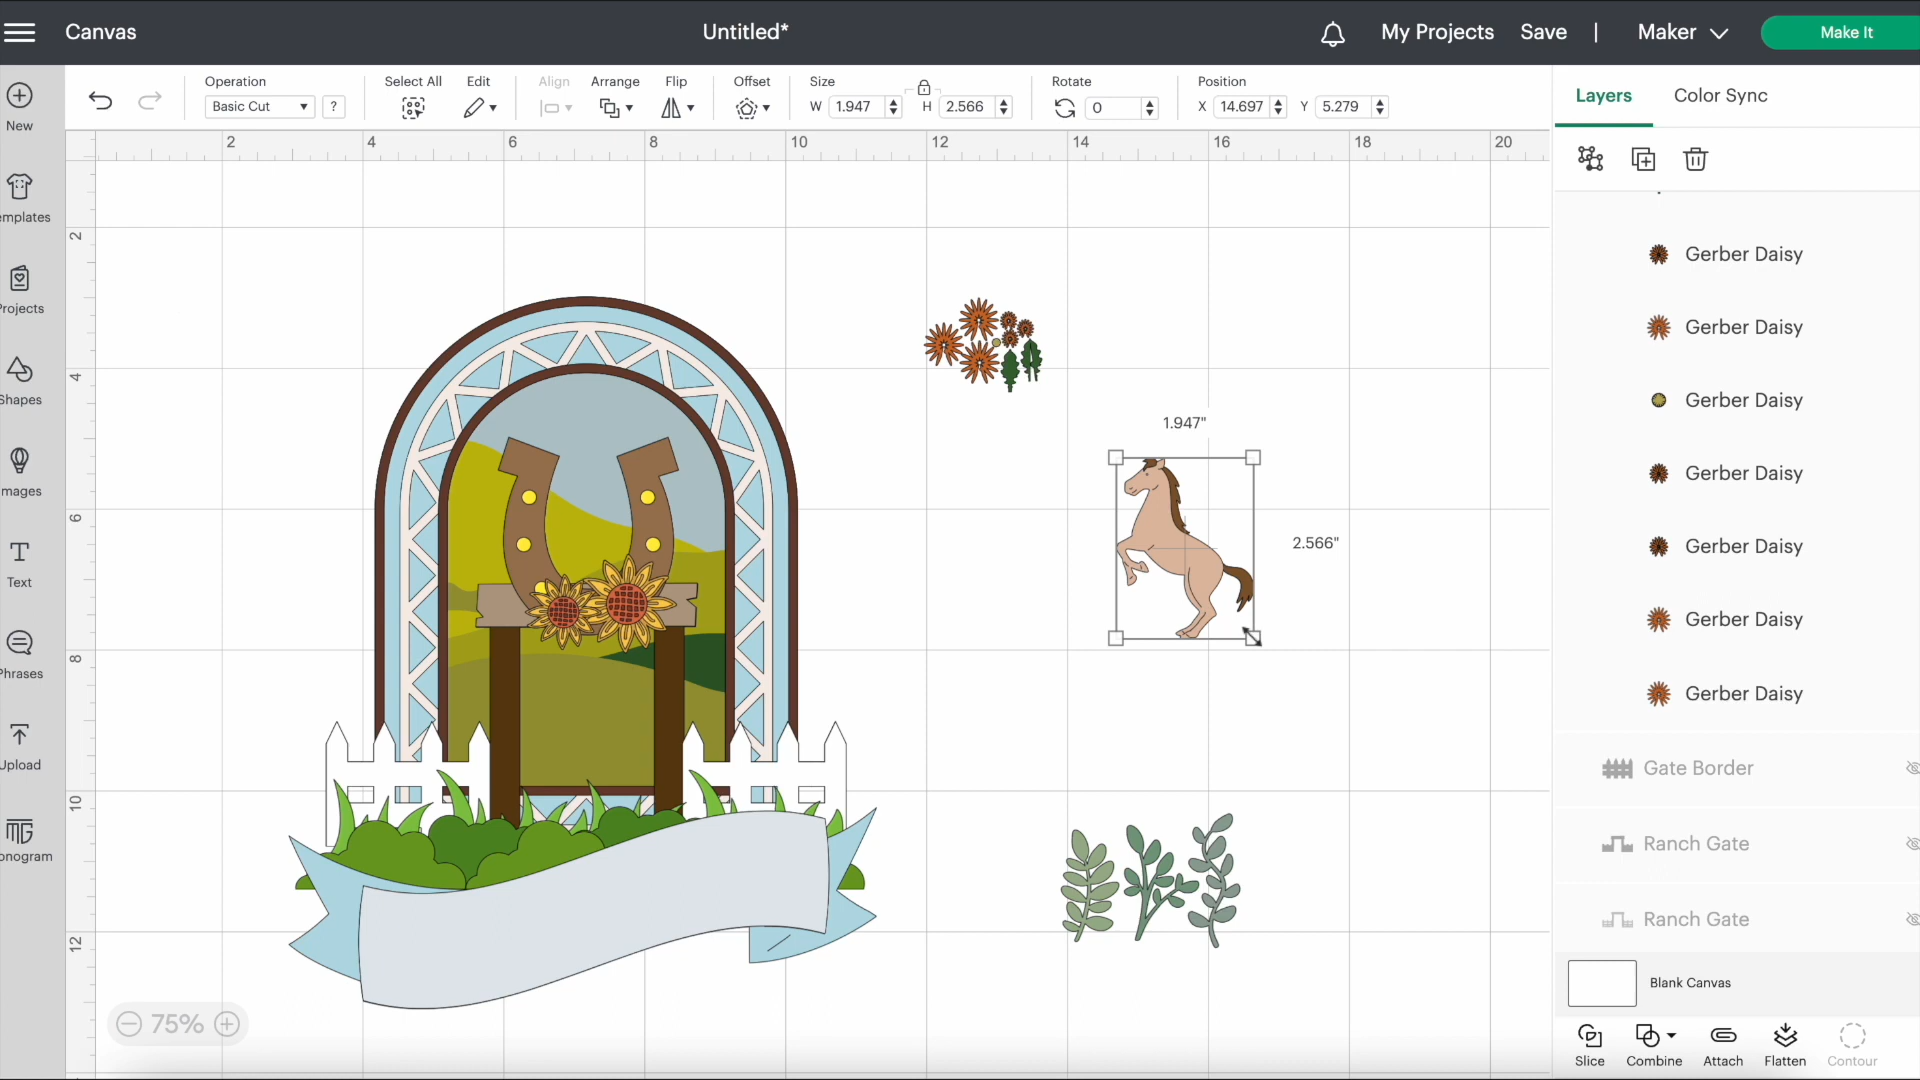 Canvas
Untitled*
My Projects
Save
|
Maker
Make It
New
emplates
Projects
Shapes
mages
Text
Phrases
Upload
onogram
Operation
Basic Cut
?
Select All
Edit
Align
Arrange
Flip
Offset
Size
W 1.947
H 2.566
Rotate
0
Position
X 14.697
Y 5.279
2 4 6 8 10 12 14 16 18 20
2
4
6
8
10
12
1.947"
2.566"
75%
Layers
Color Sync
Gerber Daisy
Gerber Daisy
Gerber Daisy
Gerber Daisy
Gerber Daisy
Gerber Daisy
Gerber Daisy
Gate Border
Ranch Gate
Ranch Gate
Blank Canvas
Slice
Combine
Attach
Flatten
Contour